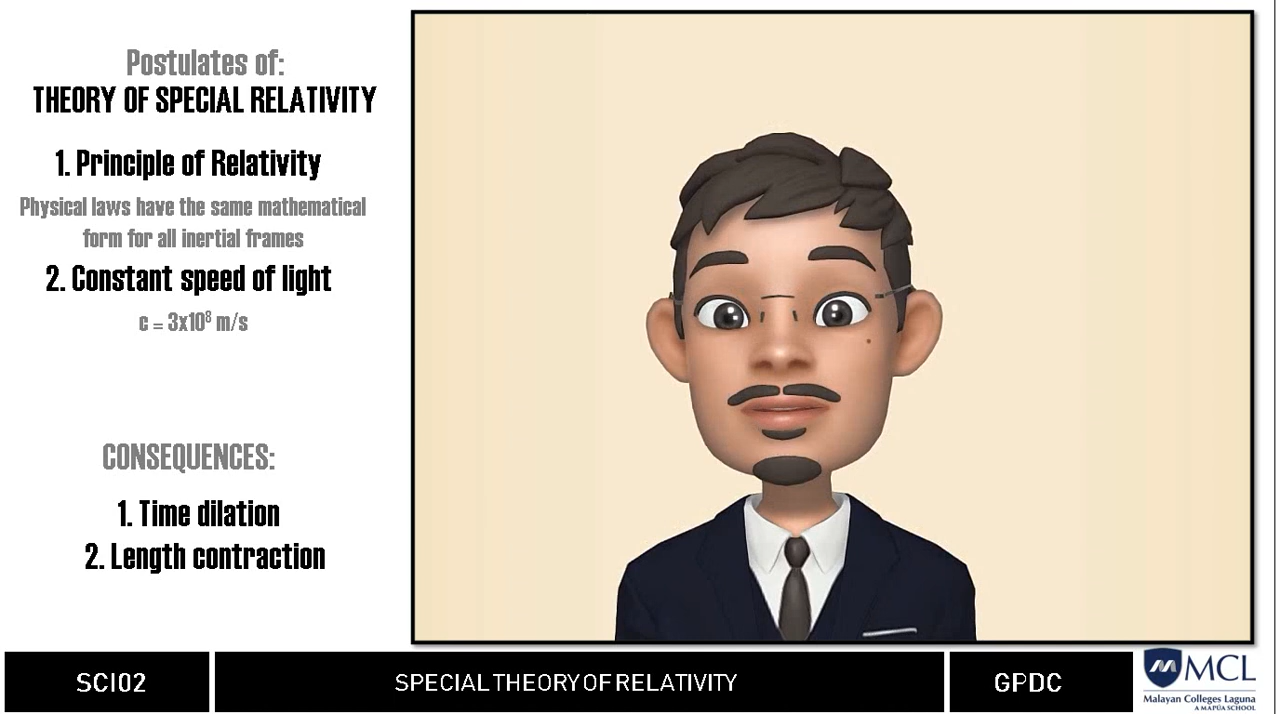 Postulates of:
THEORY OF SPECIAL RELATIVITY
1. Principle of Relativity
Physical laws have the same mathematical
form for all inertial frames
2. Constant speed of light
c = 3x10⁸ m/s
CONSEQUENCES:
1. Time dilation
2. Length contraction
SCI02
SPECIAL THEORY OF RELATIVITY
GPDC
MCL
Malayan Colleges Laguna
A MAPÚA SCHOOL